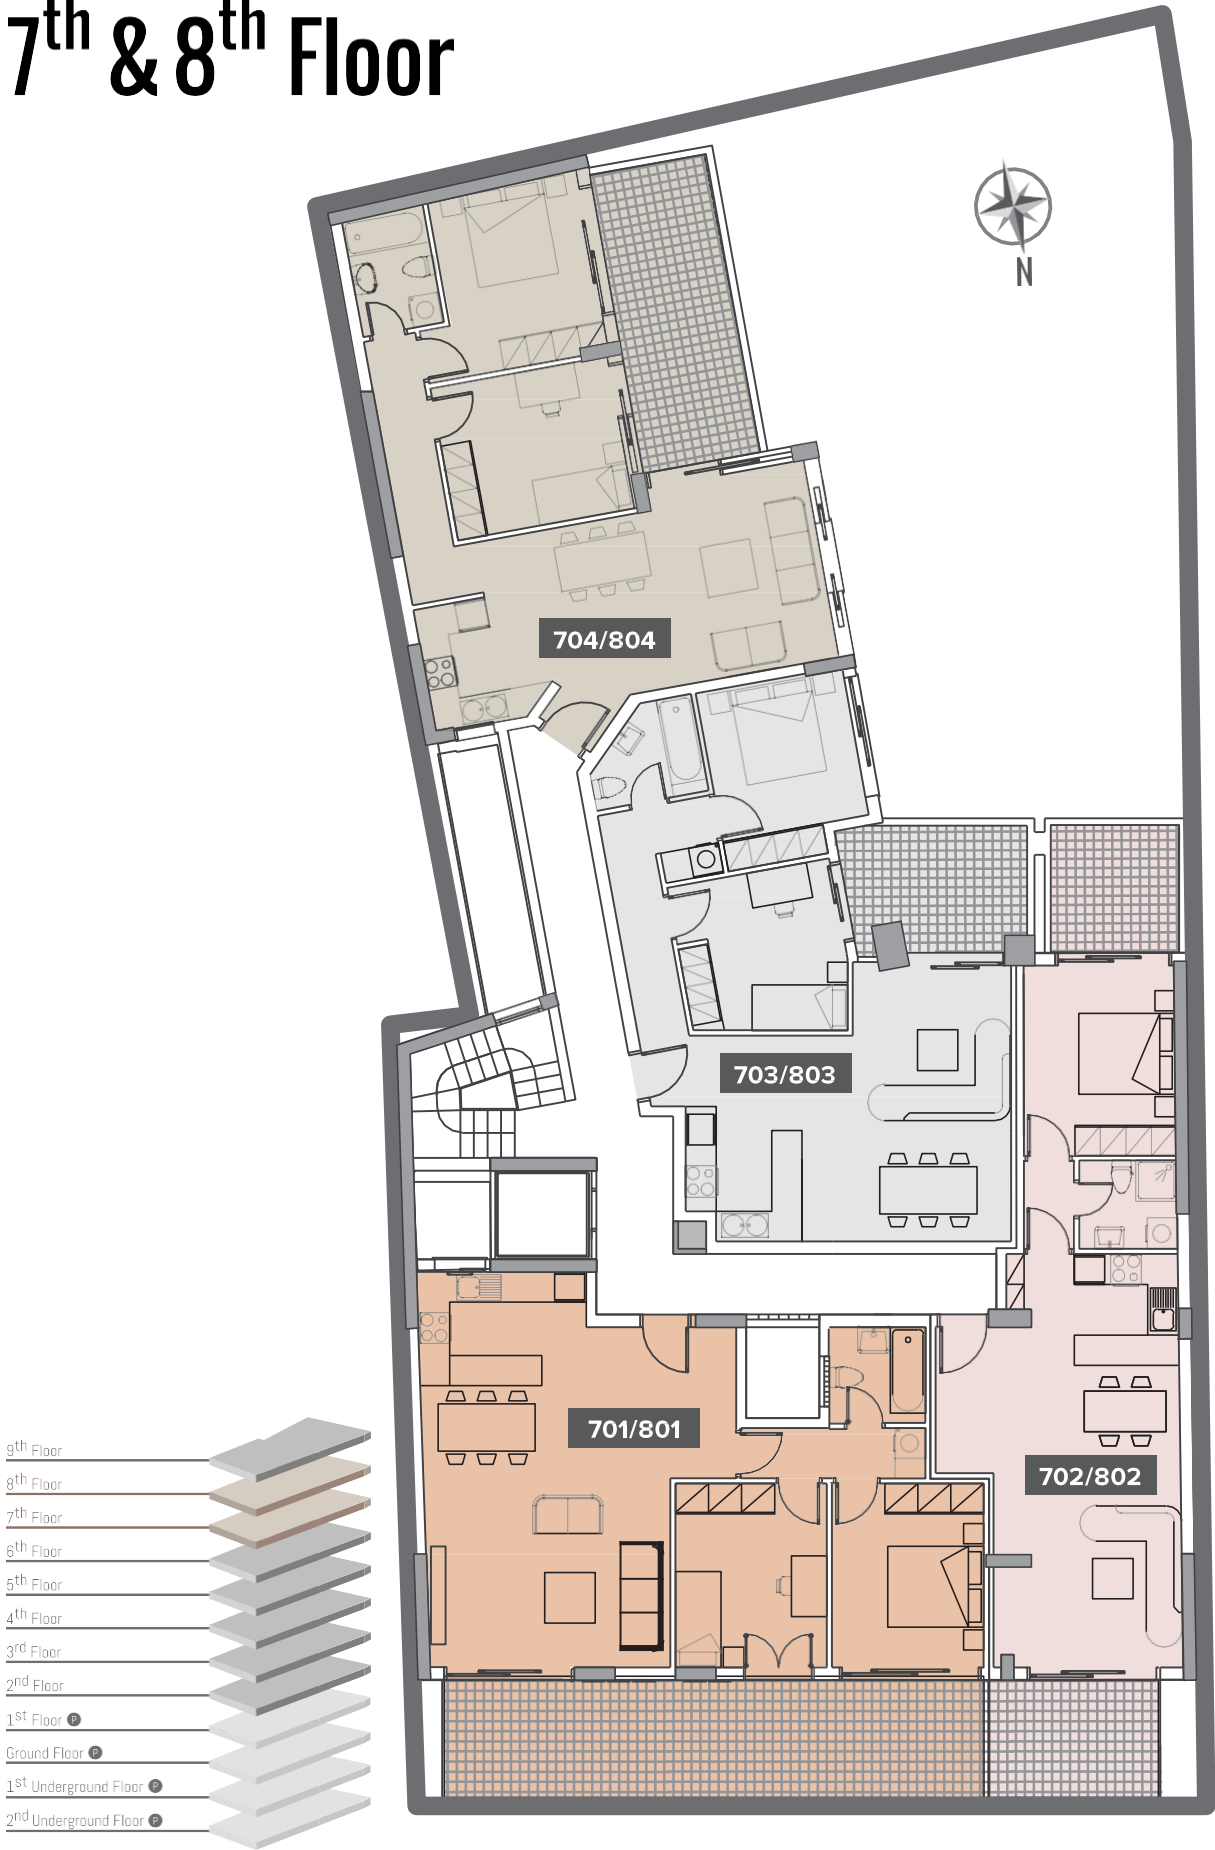 7th & 8th Floor
N
704/804
703/803
701/801
702/802
9th Floor
8th Floor
7th Floor
6th Floor
5th Floor
4th Floor
3rd Floor
2nd Floor
1st Floor P
Ground Floor P
1st Underground Floor P
2nd Underground Floor P